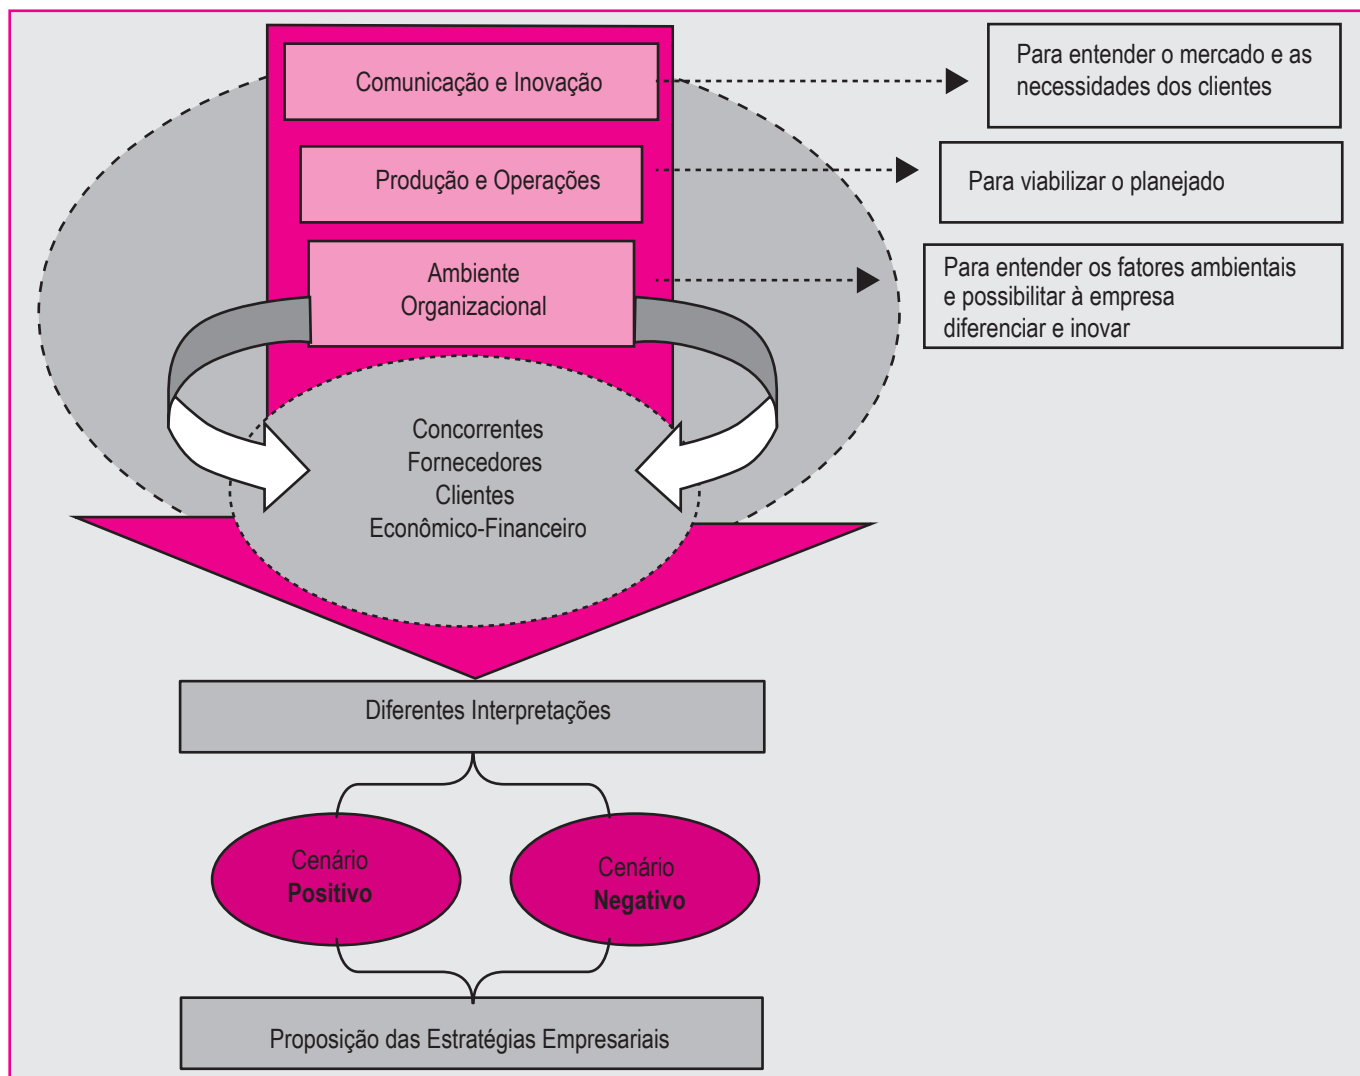 Comunicação e Inovação
Para entender o mercado e as
necessidades dos clientes
Produção e Operações
Para viabilizar o planejado
Ambiente
Organizacional
Para entender os fatores ambientais
e possibilitar à empresa
diferenciar e inovar
Concorrentes
Fornecedores
Clientes
Econômico-Financeiro
Diferentes Interpretações
Cenário
Positivo
Cenário
Negativo
Proposição das Estratégias Empresariais